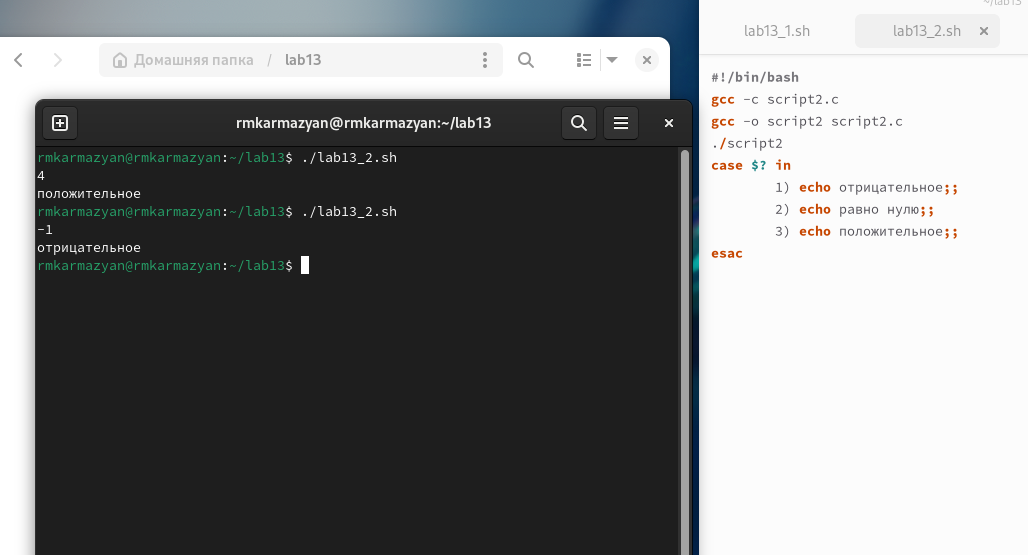 ~/lab13
lab13_1.sh lab13_2.sh
Домашняя папка / lab13
rmkarmazyan@rmkarmazyan:~/lab13
rmkarmazyan@rmkarmazyan:~/lab13$ ./lab13_2.sh
4
положительное
rmkarmazyan@rmkarmazyan:~/lab13$ ./lab13_2.sh
-1
отрицательное
rmkarmazyan@rmkarmazyan:~/lab13$
#!/bin/bash
gcc -c script2.c
gcc -o script2 script2.c
./script2
case $? in
1) echo отрицательное;;
2) echo равно нулю;;
3) echo положительное;;
esac